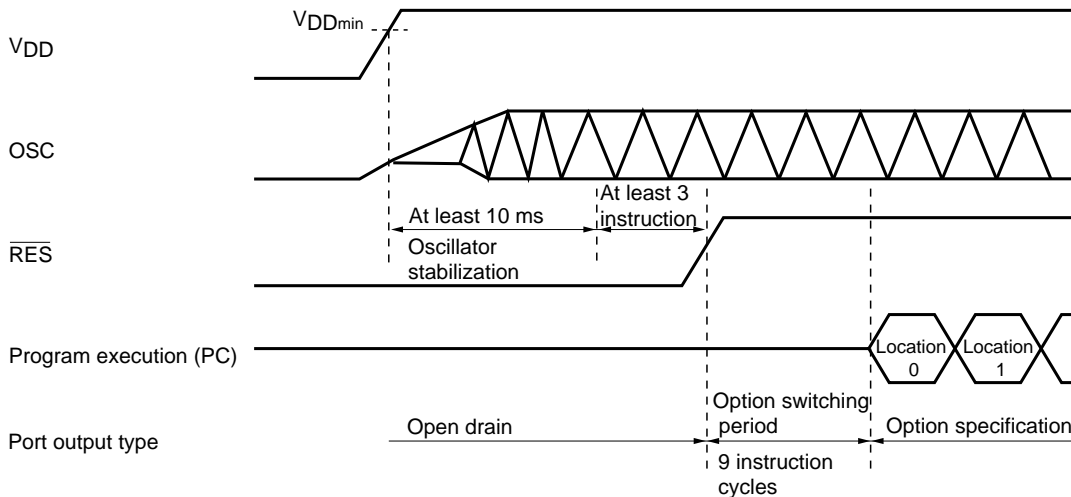 VDD
VDDmin
OSC
At least 10 ms
Oscillator
stabilization
At least 3
instruction
RES
Program execution (PC)
Location
0
Location
1
Port output type
Open drain
Option switching
period
9 instruction
cycles
Option specification